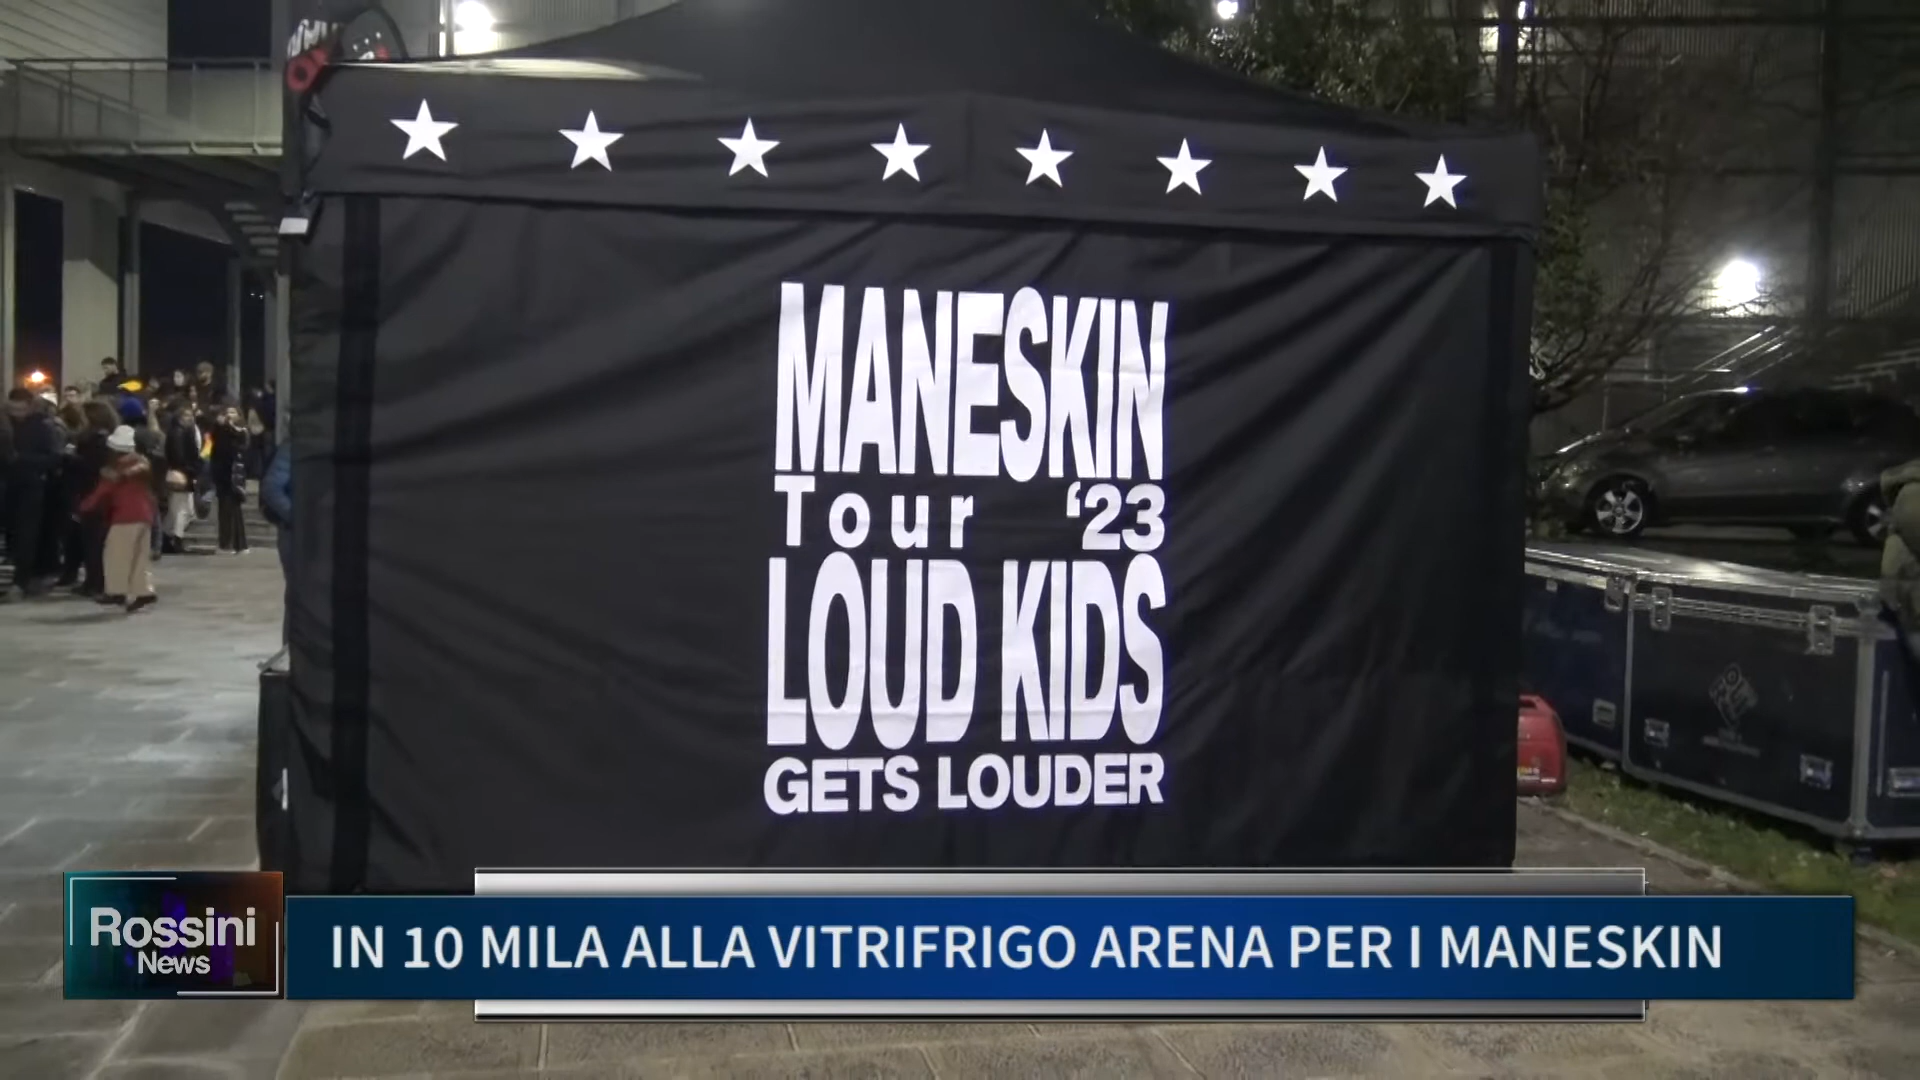 MANESKIN
Tour '23
LOUD KIDS
GETS LOUDER
Rossini
News
IN 10 MILA ALLA VITRIFRIGO ARENA PER I MANESKIN